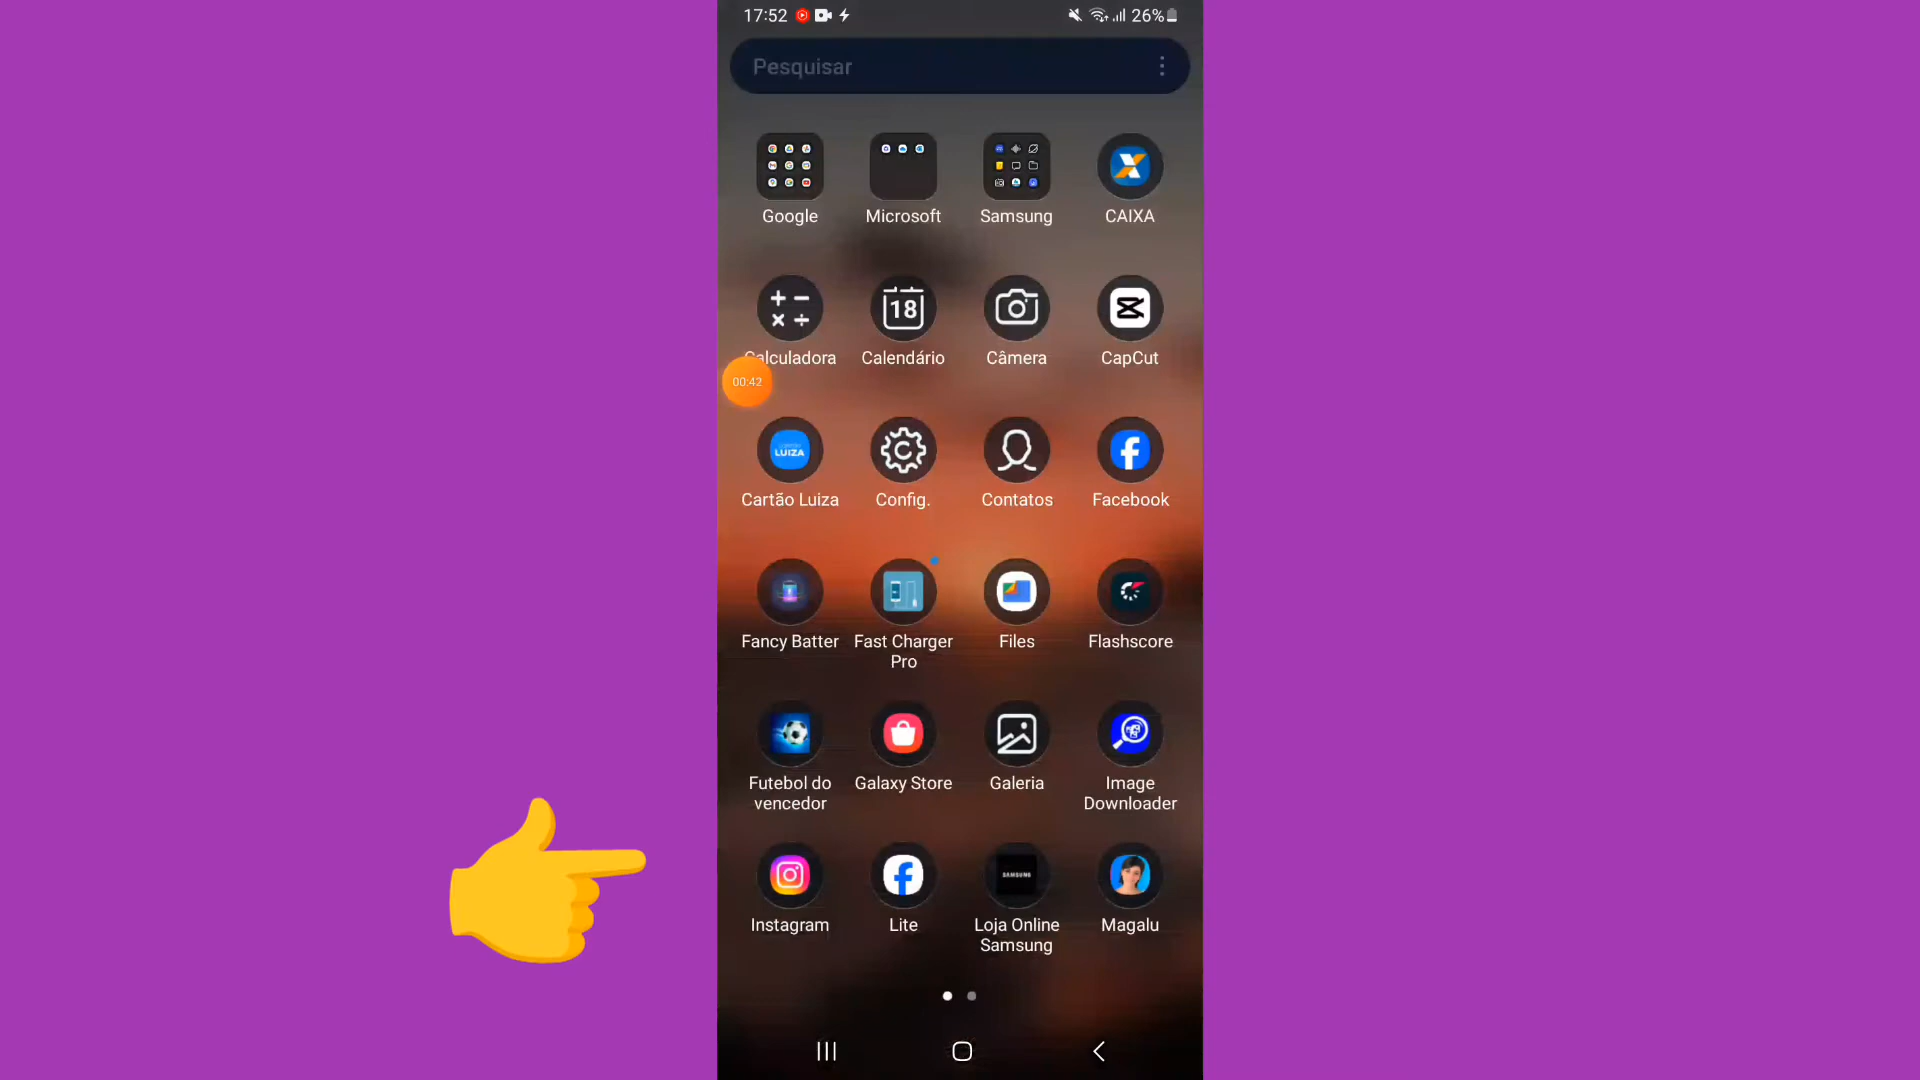 17:52 26%
Pesquisar
Google Microsoft Samsung CAIXA
18
Calculadora Calendário Câmera CapCut
00:42
LUIZA
Cartão Luiza Config. Contatos Facebook
Fancy Batter Fast Charger Pro Files Flashscore
Futebol do vencedor Galaxy Store Galeria Image Downloader
SAMSUNG
Instagram Lite Loja Online Samsung Magalu